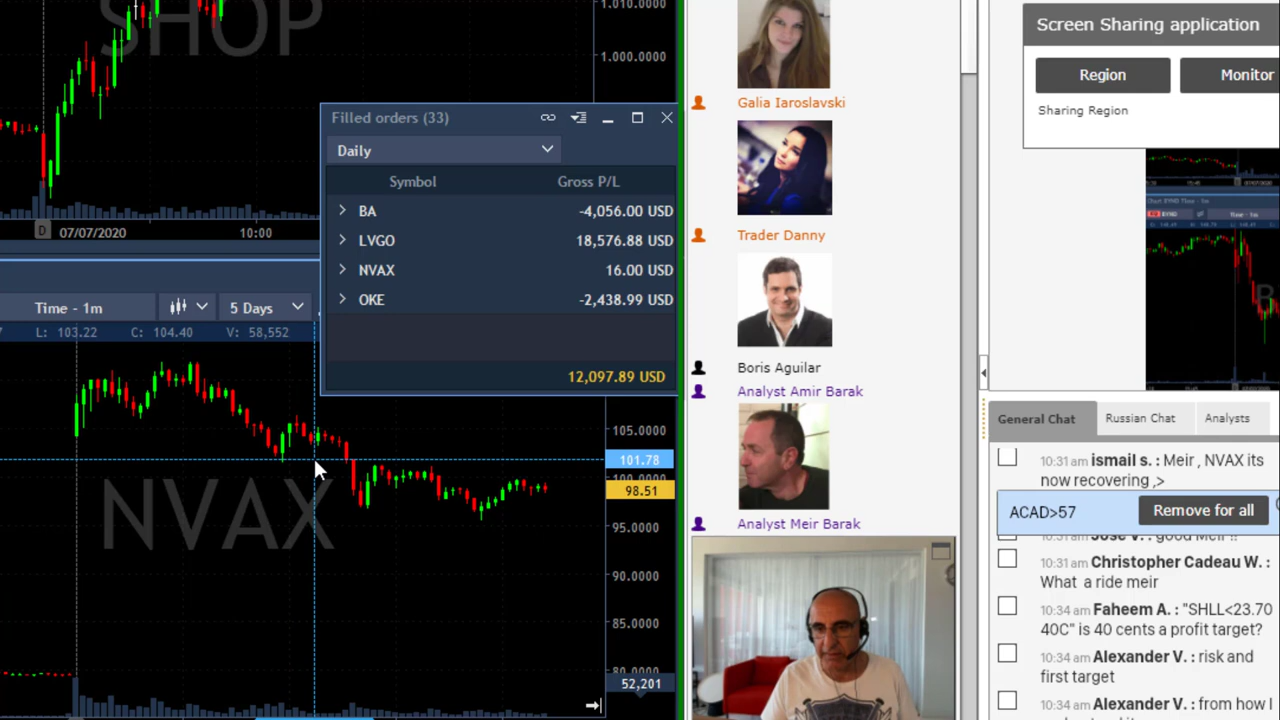 SHOP
1.010.0000
1.000.0000
D 07/07/2020 10:00
Filled orders (33)
Daily
Symbol Gross P/L
BA -4,056.00 USD
LVGO 18,576.88 USD
NVAX 16.00 USD
OKE -2,438.99 USD
12,097.89 USD
Time - 1m 5 Days
L: 103.22 C: 104.40 V: 58,552
NVAX
105.0000
101.78
100.0000
98.51
95.0000
90.0000
85.0000
80.0000
52,201
Galia Iaroslavski
Trader Danny
Boris Aguilar
Analyst Amir Barak
Analyst Meir Barak
Screen Sharing application
Region Monitor
Sharing Region
General Chat Russian Chat Analysts
10:31 am ismail s. : Meir , NVAX its
now recovering ,>
ACAD>57 Remove for all
10:31 am Jose V. : good Meir !!
Christopher Cadeau W. :
What a ride meir
10:34 am Faheem A. : "SHLL<23.70
40C" is 40 cents a profit target?
10:34 am Alexander V. : risk and
first target
10:34 am Alexander V. : from how I